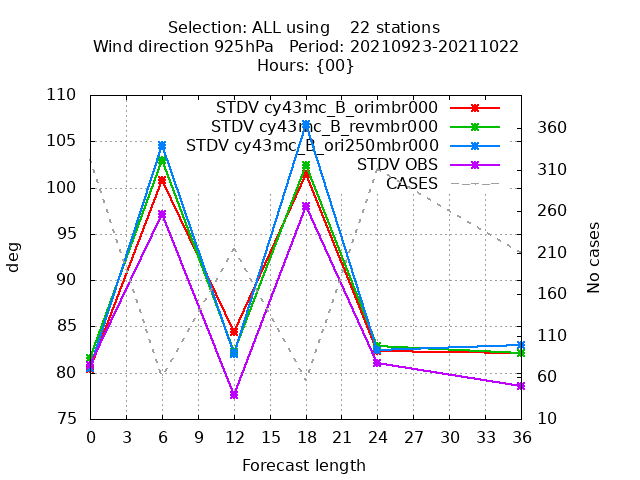 Selection: ALL using    22 stations
Wind direction 925hPa   Period: 20210923-20211022
Hours: {00}
STDV cy43mc_B_orimbr000
STDV cy43mc_B_revmbr000
STDV cy43mc_B_ori250mbr000
STDV OBS
CASES
110
105
100
95
90
85
80
75
deg
360
310
260
210
160
110
60
10
No cases
0 3 6 9 12 15 18 21 24 27 30 33 36
Forecast length